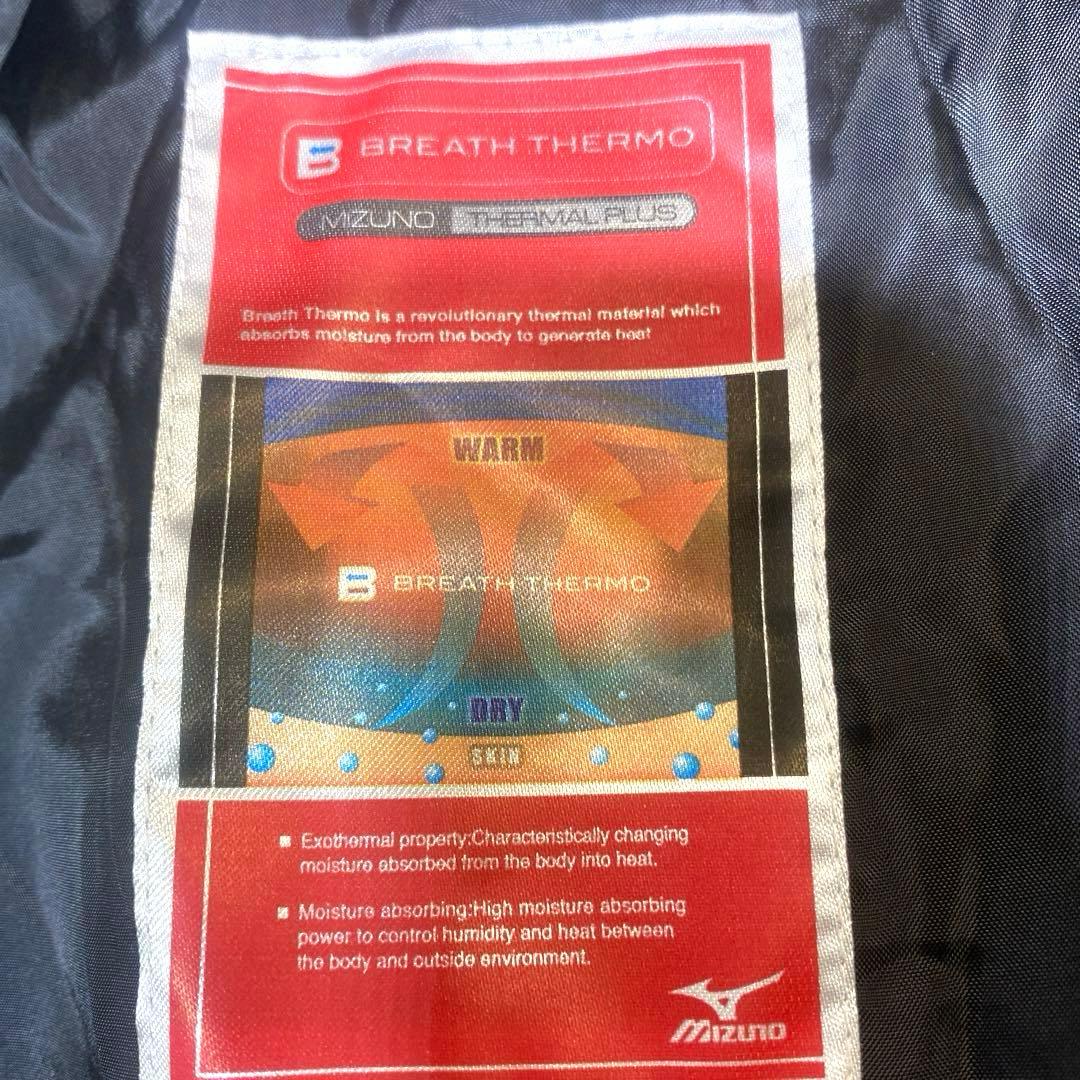 B BREATH THERMO
MIZUNO THERMAL PLUS
Breath Thermo is a revolutionary thermal material which
absorbs moisture from the body to generate heat
WARM
B BREATH THERMO
DRY
SKIN
Exothermal property:Characteristically changing
moisture absorbed from the body into heat.
Moisture absorbing:High moisture absorbing
power to control humidity and heat between
the body and outside environment.
MIZUNO